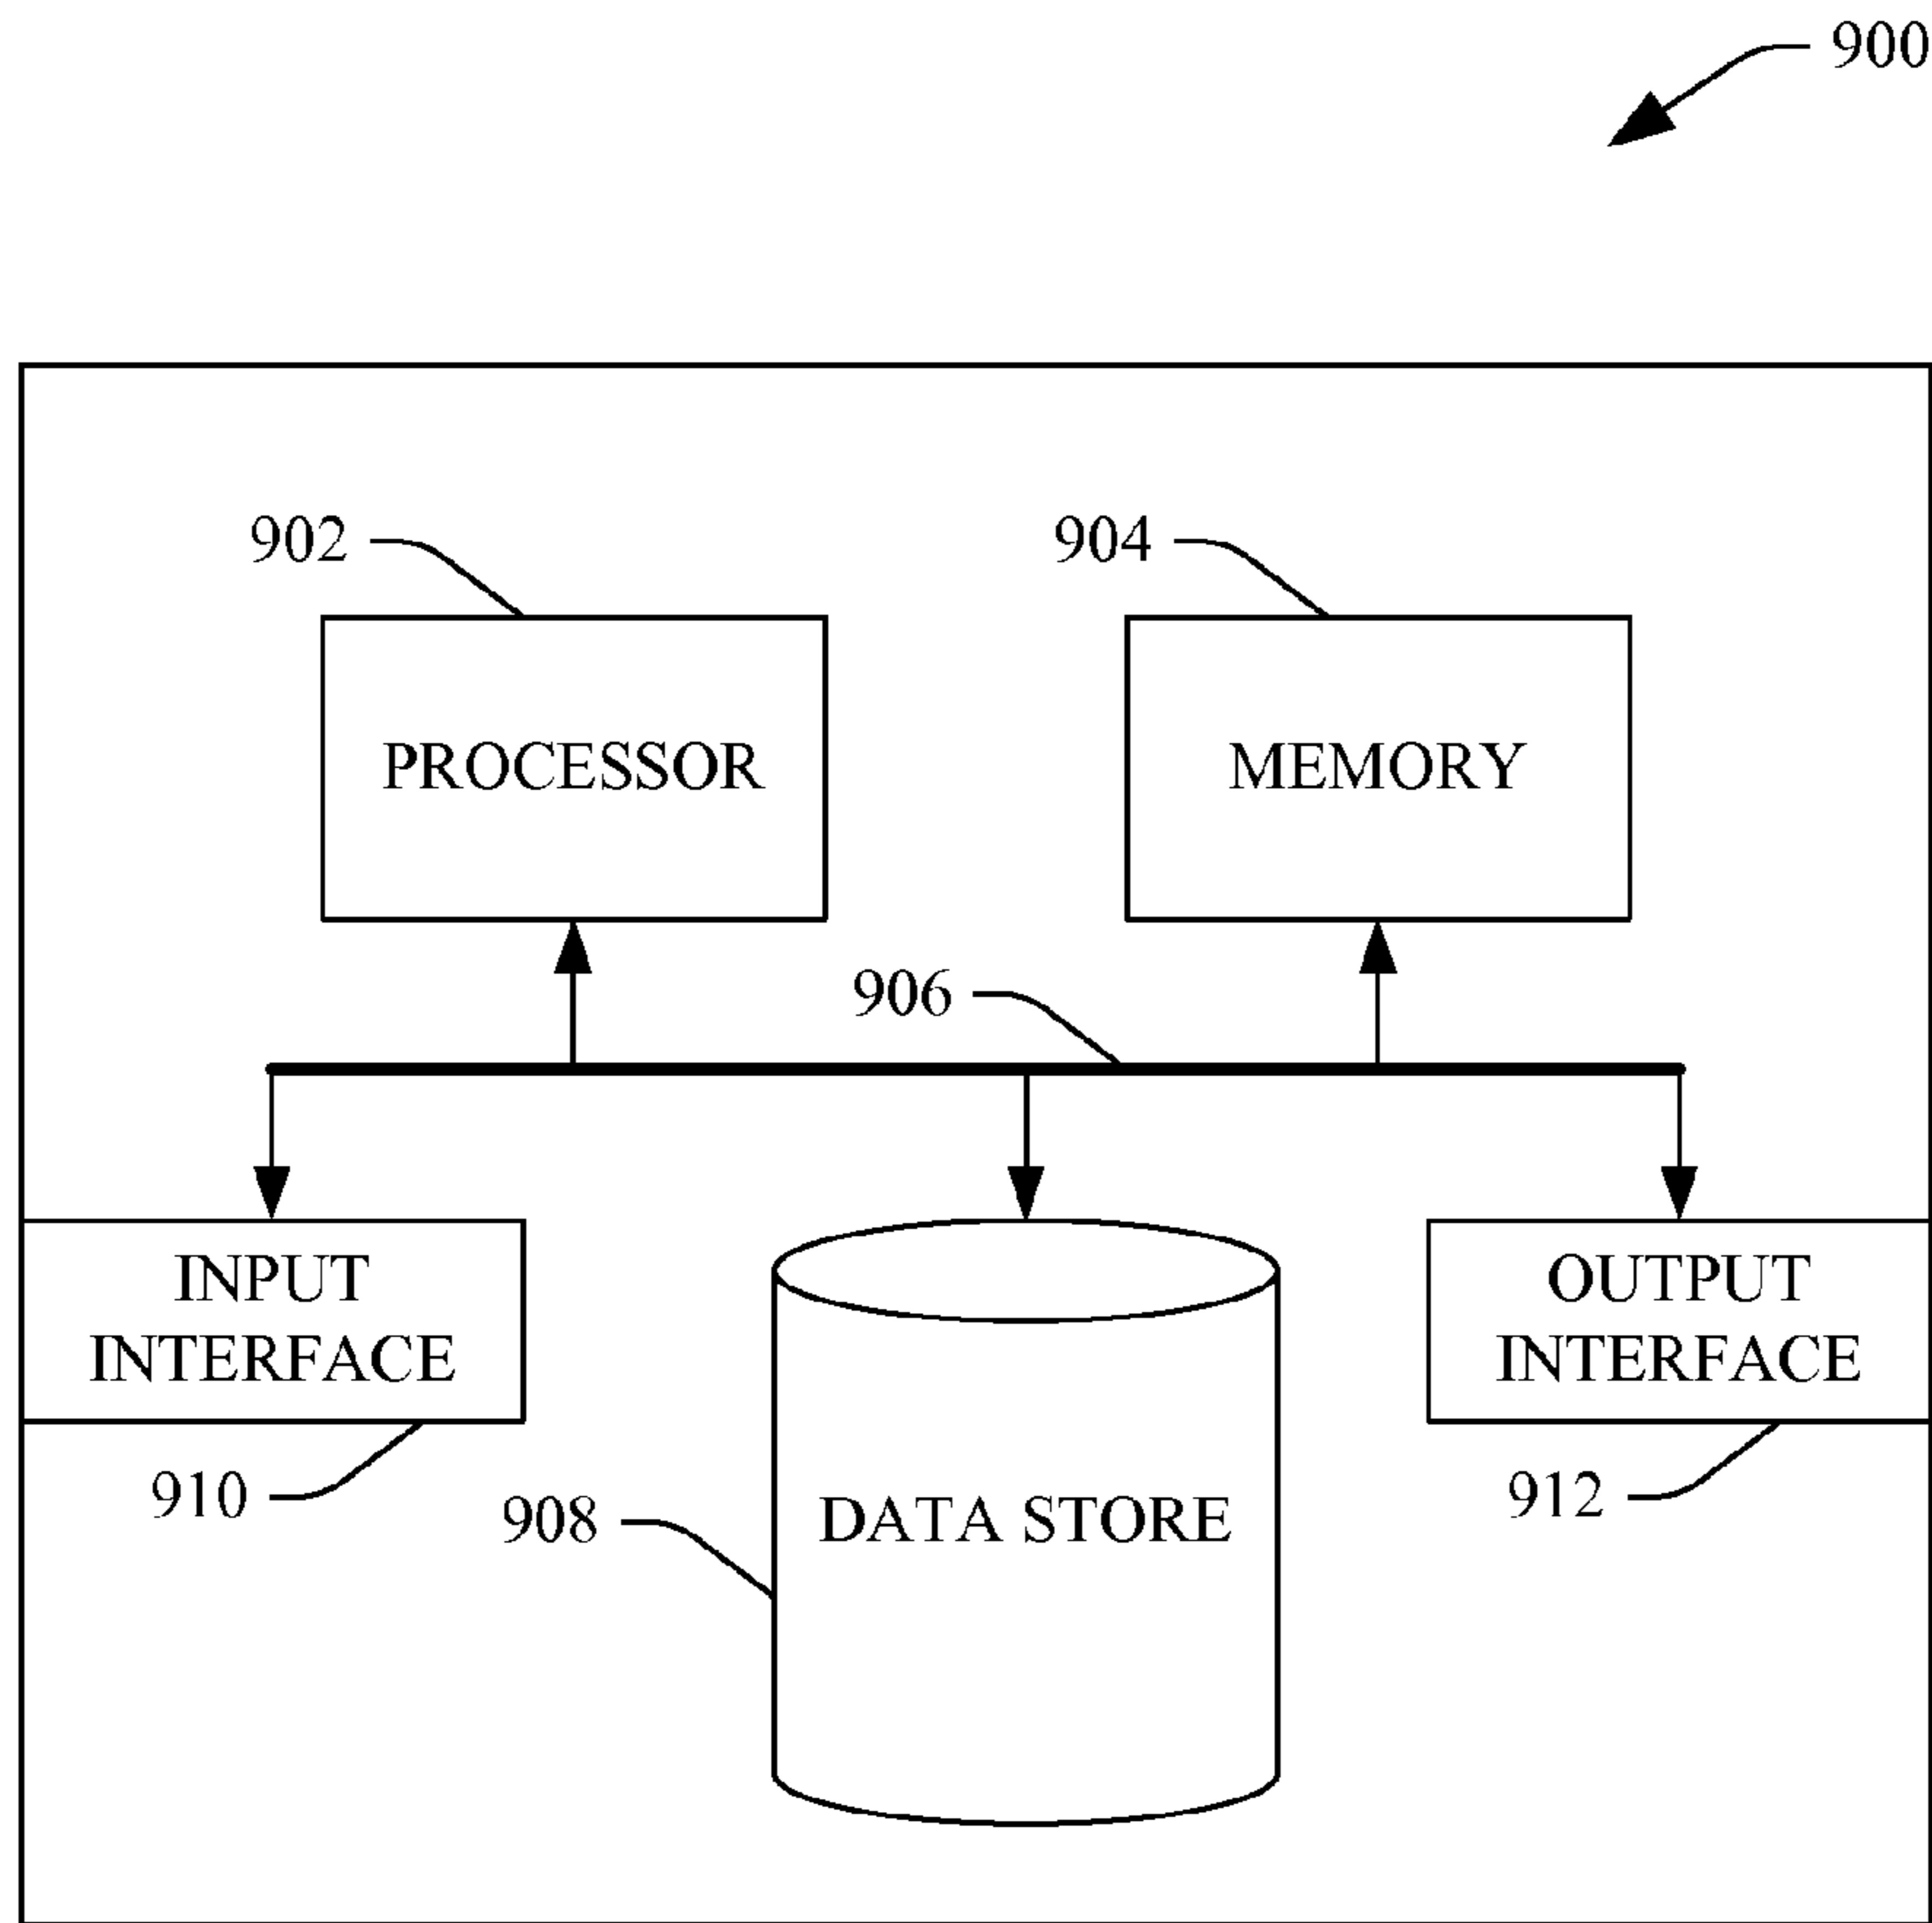 900
902
904
PROCESSOR
MEMORY
906
INPUT
INTERFACE
OUTPUT
INTERFACE
910
908
DATA STORE
912